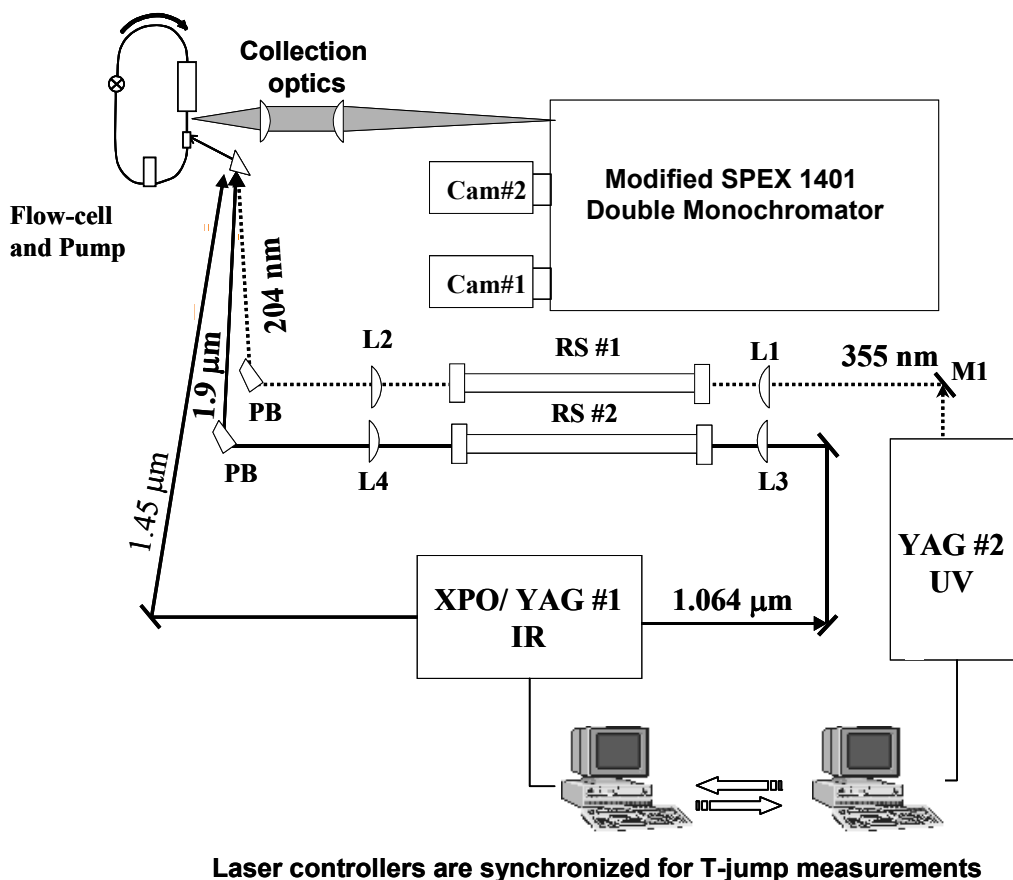 Collection
optics
Modified SPEX 1401
Double Monochromator
Cam#2
Cam#1
Flow-cell
and Pump
204 nm
1.9 μm
1.45 μm
L2
RS #1
L1
355 nm
M1
PB
RS #2
PB
L4
L3
YAG #2
UV
XPO/ YAG #1
IR
1.064 μm
Laser controllers are synchronized for T-jump measurements